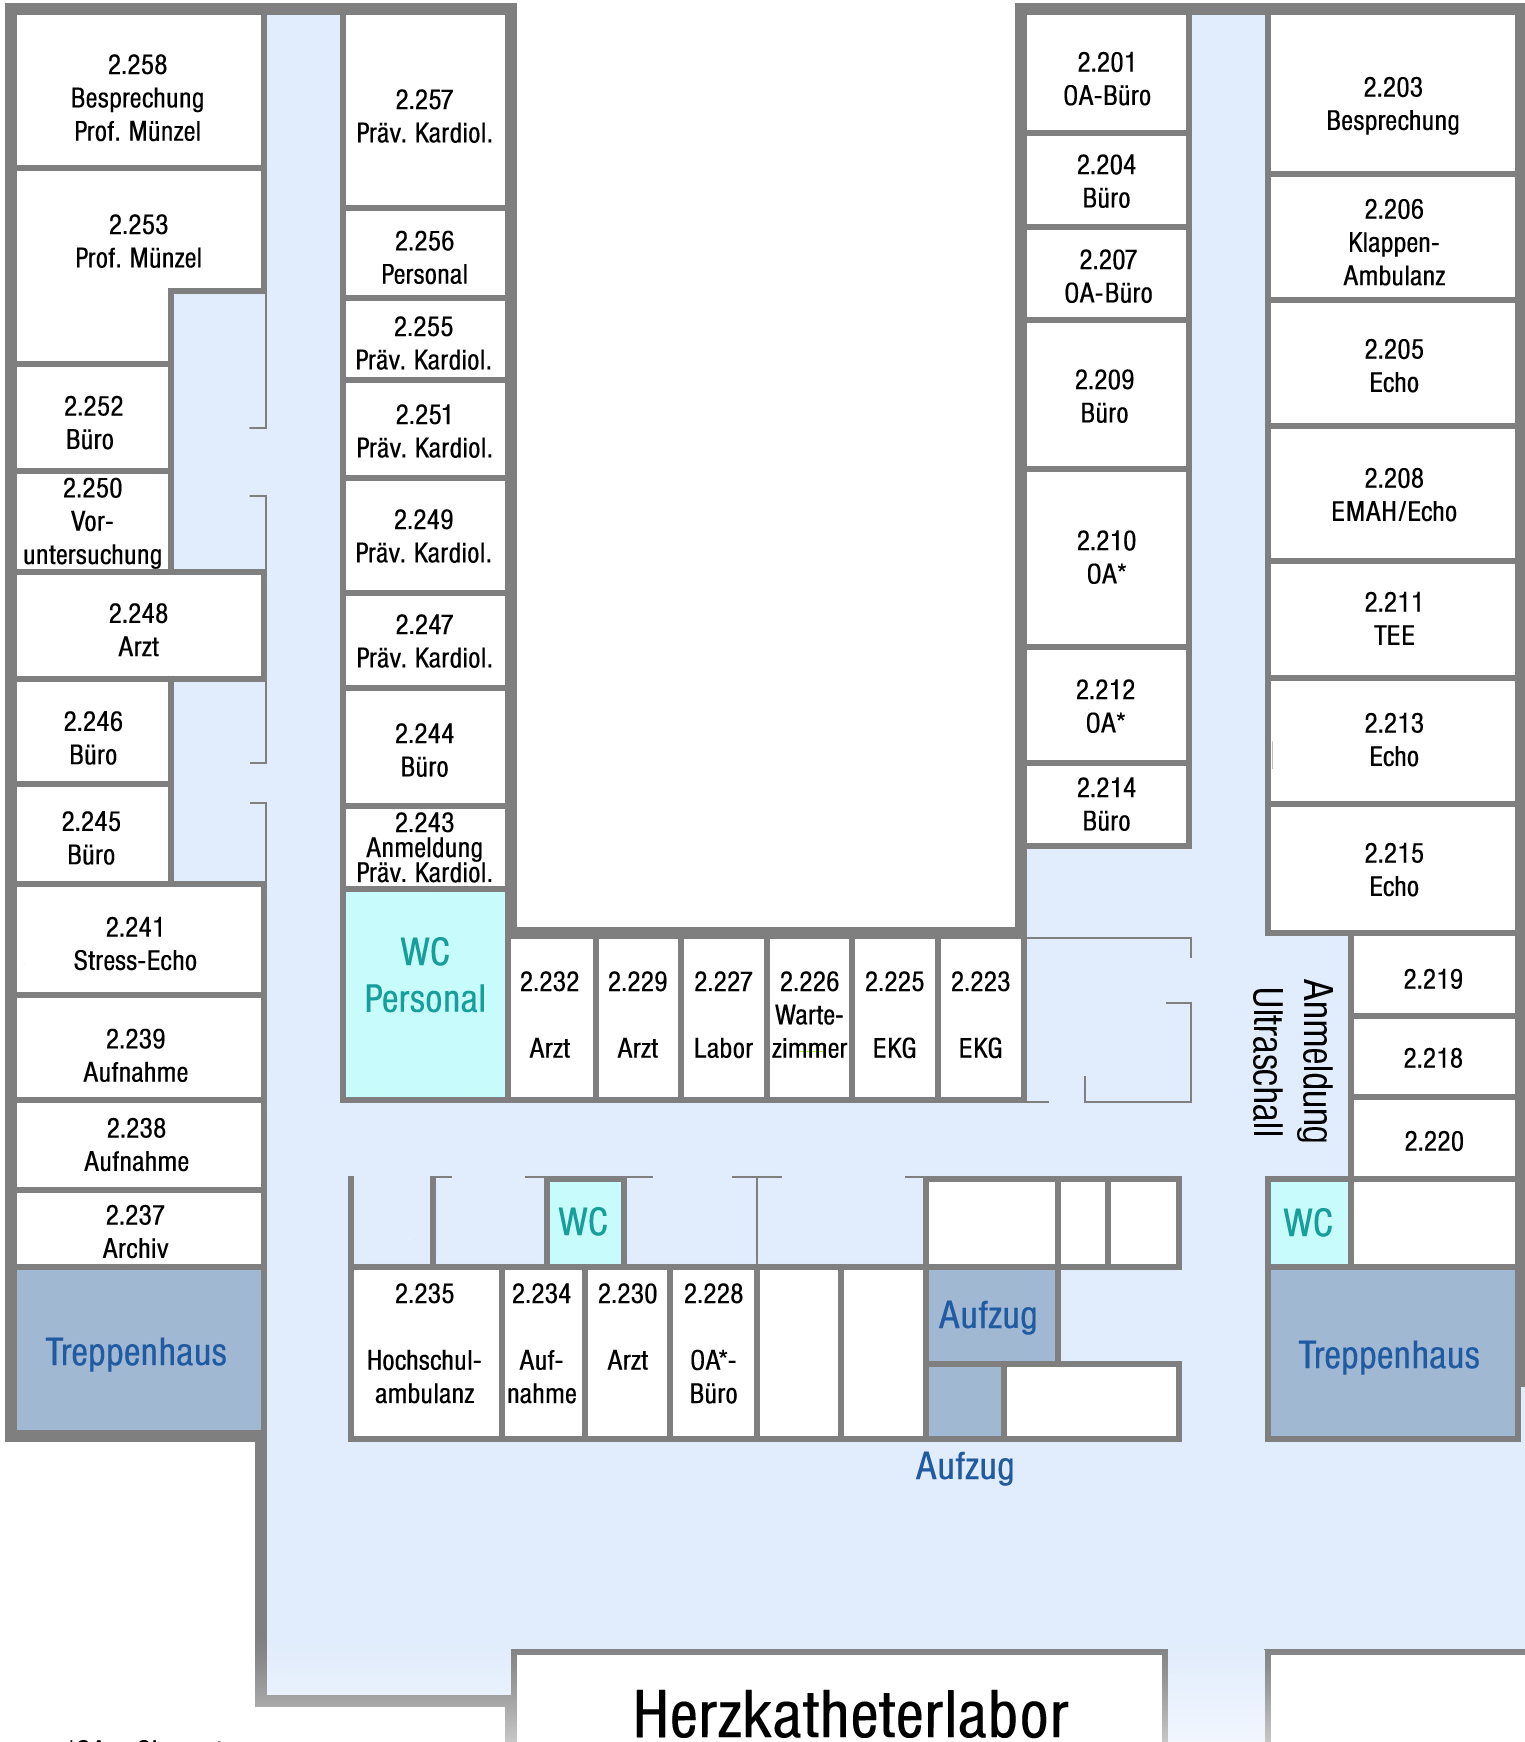 2.258
Besprechung
Prof. Münzel
2.253
Prof. Münzel
2.252
Büro
2.250
Vor-
untersuchung
2.248
Arzt
2.246
Büro
2.245
Büro
2.241
Stress-Echo
2.239
Aufnahme
2.238
Aufnahme
2.237
Archiv
Treppenhaus
2.257
Präv. Kardiol.
2.256
Personal
2.255
Präv. Kardiol.
2.251
Präv. Kardiol.
2.249
Präv. Kardiol.
2.247
Präv. Kardiol.
2.244
Büro
2.243
Anmeldung
Präv. Kardiol.
WC
Personal
2.232
Arzt
2.229
Arzt
2.227
Labor
2.226
Warte-
zimmer
2.225
EKG
2.223
EKG
2.201
OA-Büro
2.204
Büro
2.207
OA-Büro
2.209
Büro
2.210
OA*
2.212
OA*
2.214
Büro
2.203
Besprechung
2.206
Klappen-
Ambulanz
2.205
Echo
2.208
EMAH/Echo
2.211
TEE
2.213
Echo
2.215
Echo
Anmeldung
Ultraschall
2.219
2.218
2.220
WC
Treppenhaus
WC
2.235
Hochschul-
ambulanz
2.234
Auf-
nahme
2.230
Arzt
2.228
OA*-
Büro
Aufzug
Aufzug
Herzkatheterlabor